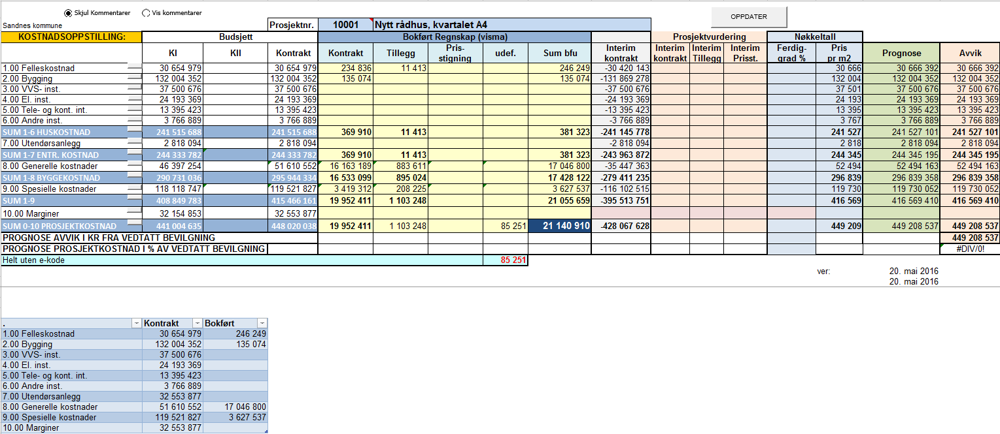 Skjul Kommentarer Vis kommentarer
OPPDATER
Sandnes kommune Prosjektnr. 10001 Nytt rådhus, kvartalet A4
KOSTNADSOPPSTILLING: Budsjett Bokført Regnskap (visma) Prosjektvurdering Nøkkeltall
KI KII Kontrakt Kontrakt Tillegg Pris- stigning udef. Sum bfu Interim kontrakt Interim kontrakt Interim Tillegg Interim Prisst. Ferdig- grad % Pris pr m2 Prognose Avvik
1.00 Felleskostnad 30 654 979 30 654 979 234 836 11 413 246 249 -30 420 143 30 666 30 666 392 30 666 392
2.00 Bygging 132 004 352 132 004 352 135 074 135 074 -131 869 278 132 004 132 004 352 132 004 352
3.00 VVS- inst. 37 500 676 37 500 676 -37 500 676 37 501 37 500 676 37 500 676
4.00 El. inst. 24 193 369 24 193 369 -24 193 369 24 193 24 193 369 24 193 369
5.00 Tele- og kont. int. 13 395 423 13 395 423 -13 395 423 13 395 13 395 423 13 395 423
6.00 Andre inst. 3 766 889 3 766 889 -3 766 889 3 767 3 766 889 3 766 889
SUM 1-6 HUSKOSTNAD 241 515 688 241 515 688 369 910 11 413 381 323 -241 145 778 241 527 241 527 101 241 527 101
7.00 Utendørsanlegg 2 818 094 2 818 094 -2 818 094 2 818 2 818 094 2 818 094
SUM 1-7 ENTR. KOSTNAD 244 333 782 244 333 782 369 910 11 413 381 323 -243 963 872 244 345 244 345 195 244 345 195
8.00 Generelle kostnader 46 397 254 51 610 552 16 163 189 883 611 17 046 800 -35 447 363 52 494 52 494 163 52 494 163
SUM 1-8 BYGGEKOSTNAD 290 731 036 295 944 334 16 533 099 895 024 17 428 122 -279 411 235 296 839 296 839 358 296 839 358
9.00 Spesielle kostnader 118 118 747 119 521 827 3 419 312 208 225 3 627 537 -116 102 515 119 730 119 730 052 119 730 052
SUM 1-9 408 849 783 415 466 161 19 952 411 1 103 248 21 055 659 -395 513 751 416 569 416 569 410 416 569 410
10.00 Marginer 32 154 853 32 553 877
SUM 0-10 PROSJEKTKOSTNAD 441 004 635 448 020 038 19 952 411 1 103 248 85 251 21 140 910 -428 067 628 449 209 449 208 537 449 208 537
PROGNOSE AVVIK I KR FRA VEDTATT BEVILGNING 449 208 537
PROGNOSE PROSJEKTKOSTNAD I % AV VEDTATT BEVILGNING #DIV/0!
Helt uten e-kode 85 251
ver: 20. mai 2016
20. mai 2016
. Kontrakt Bokført
1.00 Felleskostnad 30 654 979 246 249
2.00 Bygging 132 004 352 135 074
3.00 VVS- inst. 37 500 676
4.00 El. inst. 24 193 369
5.00 Tele- og kont. int. 13 395 423
6.00 Andre inst. 3 766 889
7.00 Utendørsanlegg 32 553 877
8.00 Generelle kostnader 51 610 552 17 046 800
9.00 Spesielle kostnader 119 521 827 3 627 537
10.00 Marginer 32 553 877